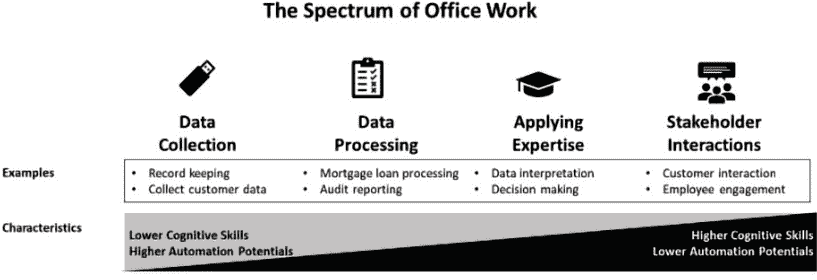 The Spectrum of Office Work
Data
Collection
Data
Processing
Applying
Expertise
Stakeholder
Interactions
Examples
• Record keeping
• Collect customer data
• Mortgage loan processing
• Audit reporting
• Data interpretation
• Decision making
• Customer interaction
• Employee engagement
Characteristics
Lower Cognitive Skills
Higher Automation Potentials
Higher Cognitive Skills
Lower Automation Potentials